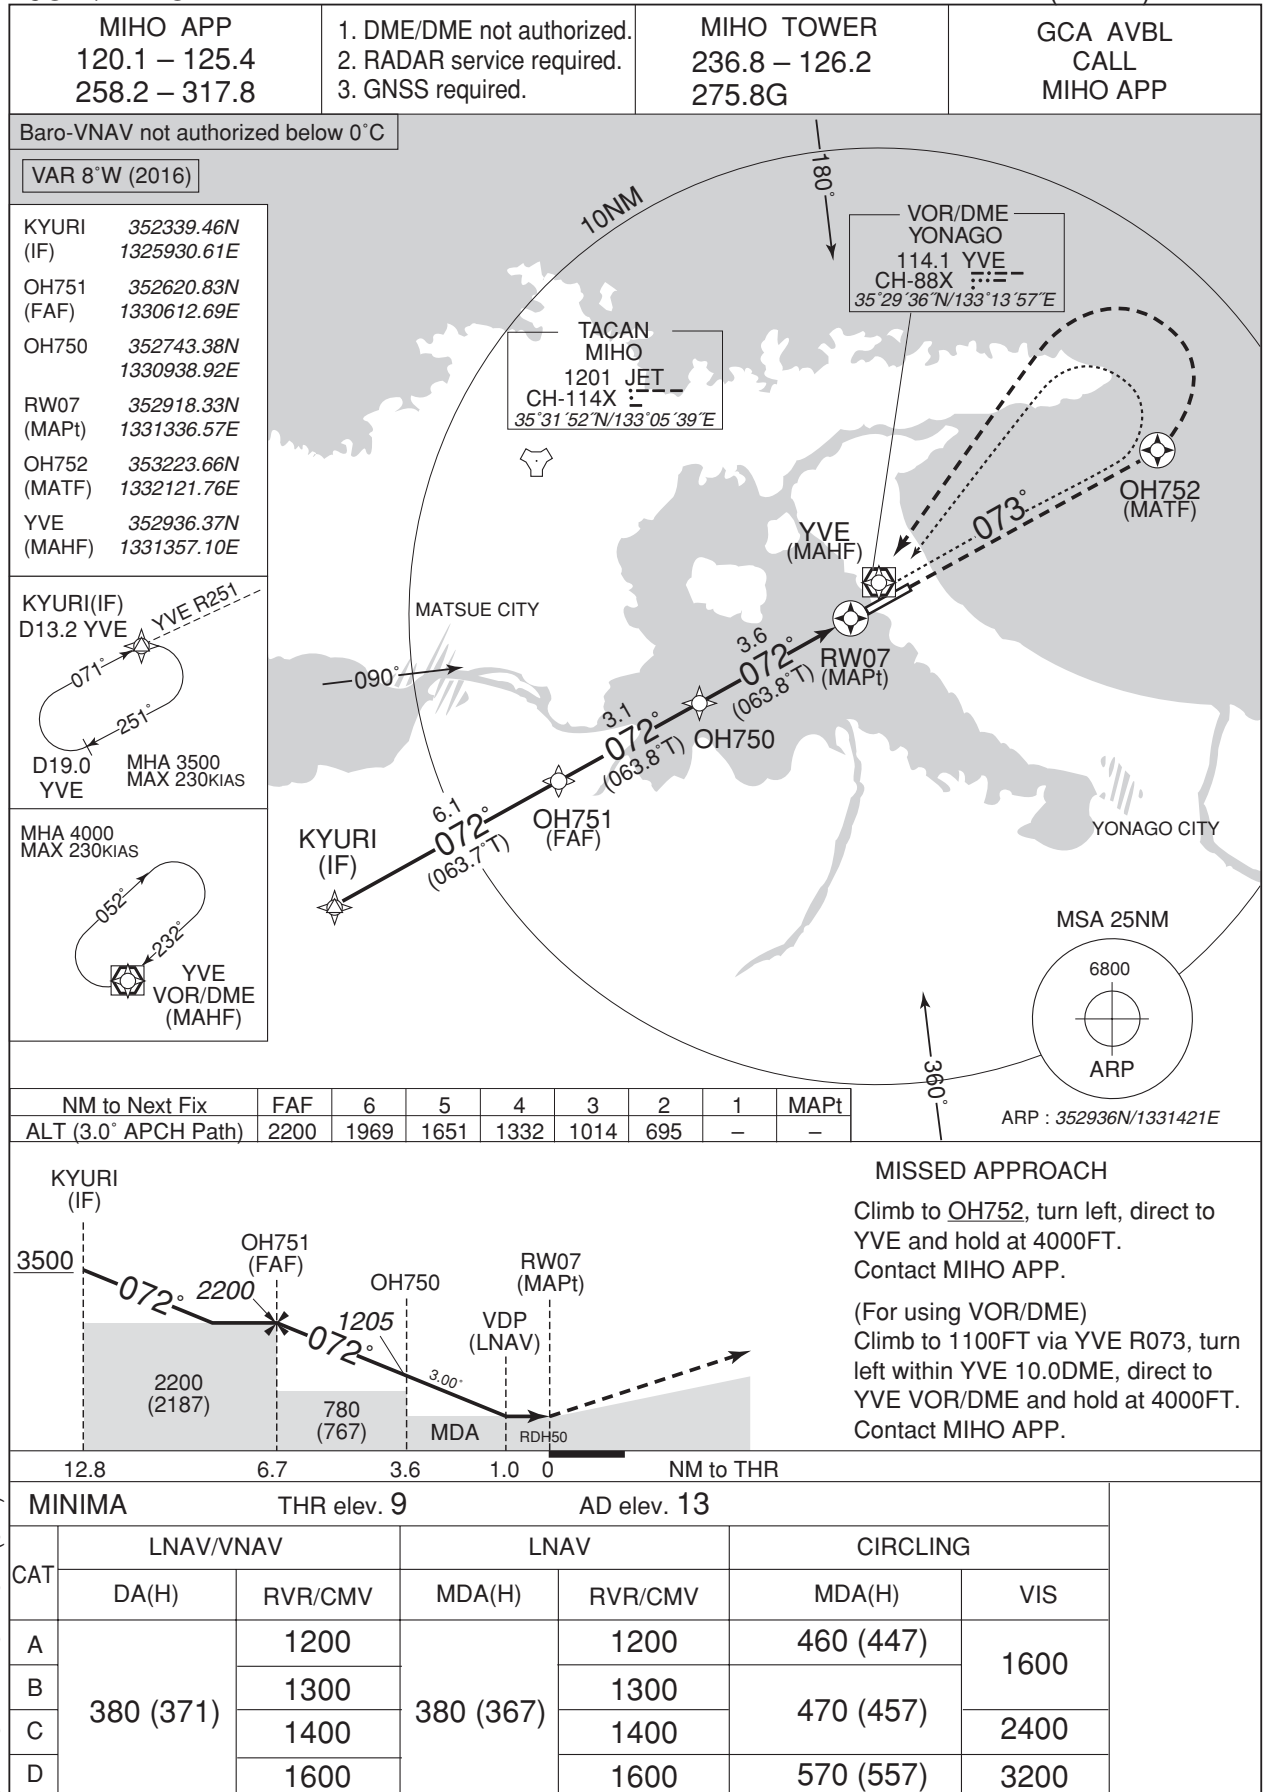 MIHO APP
120.1 – 125.4
258.2 – 317.8
1. DME/DME not authorized.
2. RADAR service required.
3. GNSS required.
MIHO TOWER
236.8 – 126.2
275.8G
GCA AVBL
CALL
MIHO APP
Baro-VNAV not authorized below 0°C
VAR 8°W (2016)
KYURI 352339.46N
(IF) 1325930.61E
OH751 352620.83N
(FAF) 1330612.69E
OH750 352743.38N
1330938.92E
RW07 352918.33N
(MAPt) 1331336.57E
OH752 353223.66N
(MATF) 1332121.76E
YVE 352936.37N
(MAHF) 1331357.10E
KYURI(IF)
D13.2 YVE
YVE R251
071°
251°
D19.0
YVE
MHA 3500
MAX 230KIAS
MHA 4000
MAX 230KIAS
052°
232°
YVE
VOR/DME
(MAHF)
10NM
180°
VOR/DME
YONAGO
114.1 YVE
CH-88X
35°29´36˝N/133°13´57˝E
TACAN
MIHO
1201 JET
CH-114X
35°31´52˝N/133°05´39˝E
OH752
(MATF)
073°
YVE
(MAHF)
MATSUE CITY
090°
3.6
072°
(063.8°T)
RW07
(MAPt)
3.1
072°
(063.8°T)
OH750
6.1
072°
(063.7°T)
OH751
(FAF)
KYURI
(IF)
YONAGO CITY
MSA 25NM
6800
ARP
360°
ARP : 352936N/1331421E
NM to Next Fix FAF 6 5 4 3 2 1 MAPt
ALT (3.0° APCH Path) 2200 1969 1651 1332 1014 695 – –
KYURI
(IF)
3500
072°
2200
OH751
(FAF)
072°
1205
OH750
3.00°
VDP
(LNAV)
RW07
(MAPt)
2200
(2187)
780
(767)
MDA
RDH50
12.8 6.7 3.6 1.0 0 NM to THR
MISSED APPROACH
Climb to OH752, turn left, direct to
YVE and hold at 4000FT.
Contact MIHO APP.
(For using VOR/DME)
Climb to 1100FT via YVE R073, turn
left within YVE 10.0DME, direct to
YVE VOR/DME and hold at 4000FT.
Contact MIHO APP.
MINIMA THR elev. 9 AD elev. 13
CAT LNAV/VNAV LNAV CIRCLING
DA(H) RVR/CMV MDA(H) RVR/CMV MDA(H) VIS
A 380 (371) 1200 380 (367) 1200 460 (447) 1600
B 1300 1300 470 (457)
C 1400 1400 2400
D 1600 1600 570 (557) 3200